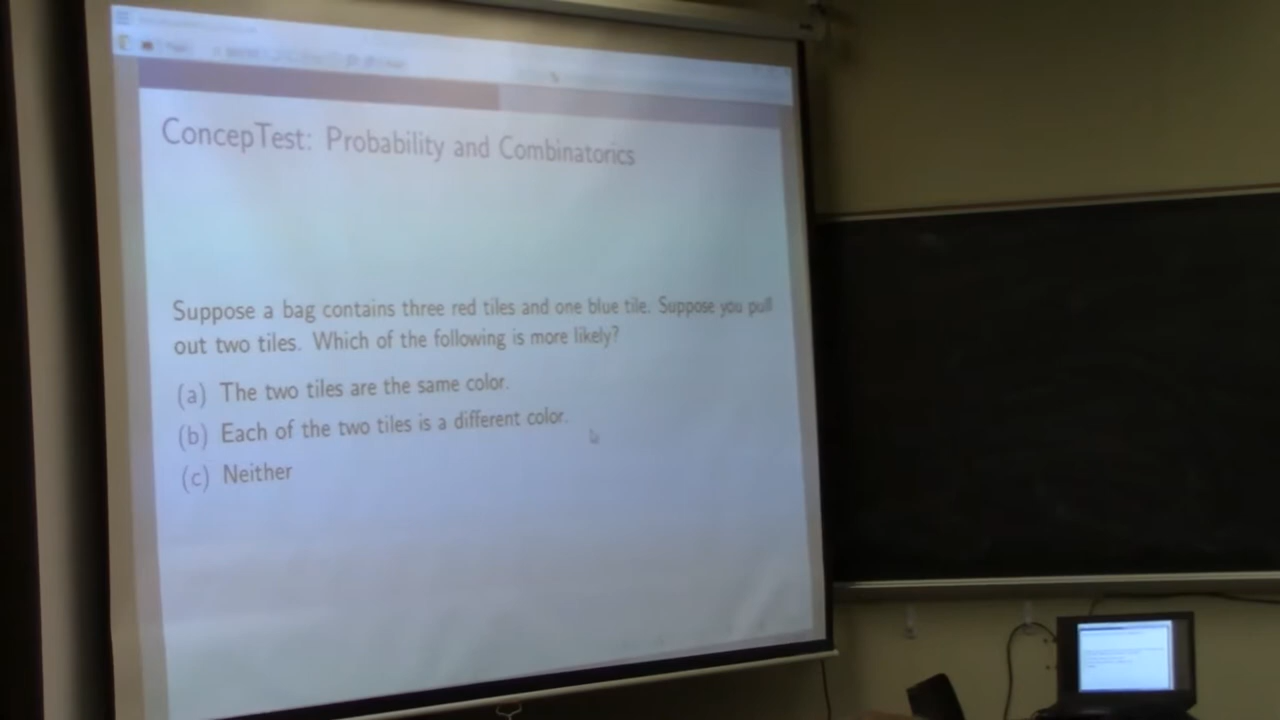 ConcepTest: Probability and Combinatorics
Suppose a bag contains three red tiles and one blue tile. Suppose you pull
out two tiles. Which of the following is more likely?
(a) The two tiles are the same color.
(b) Each of the two tiles is a different color.
(c) Neither